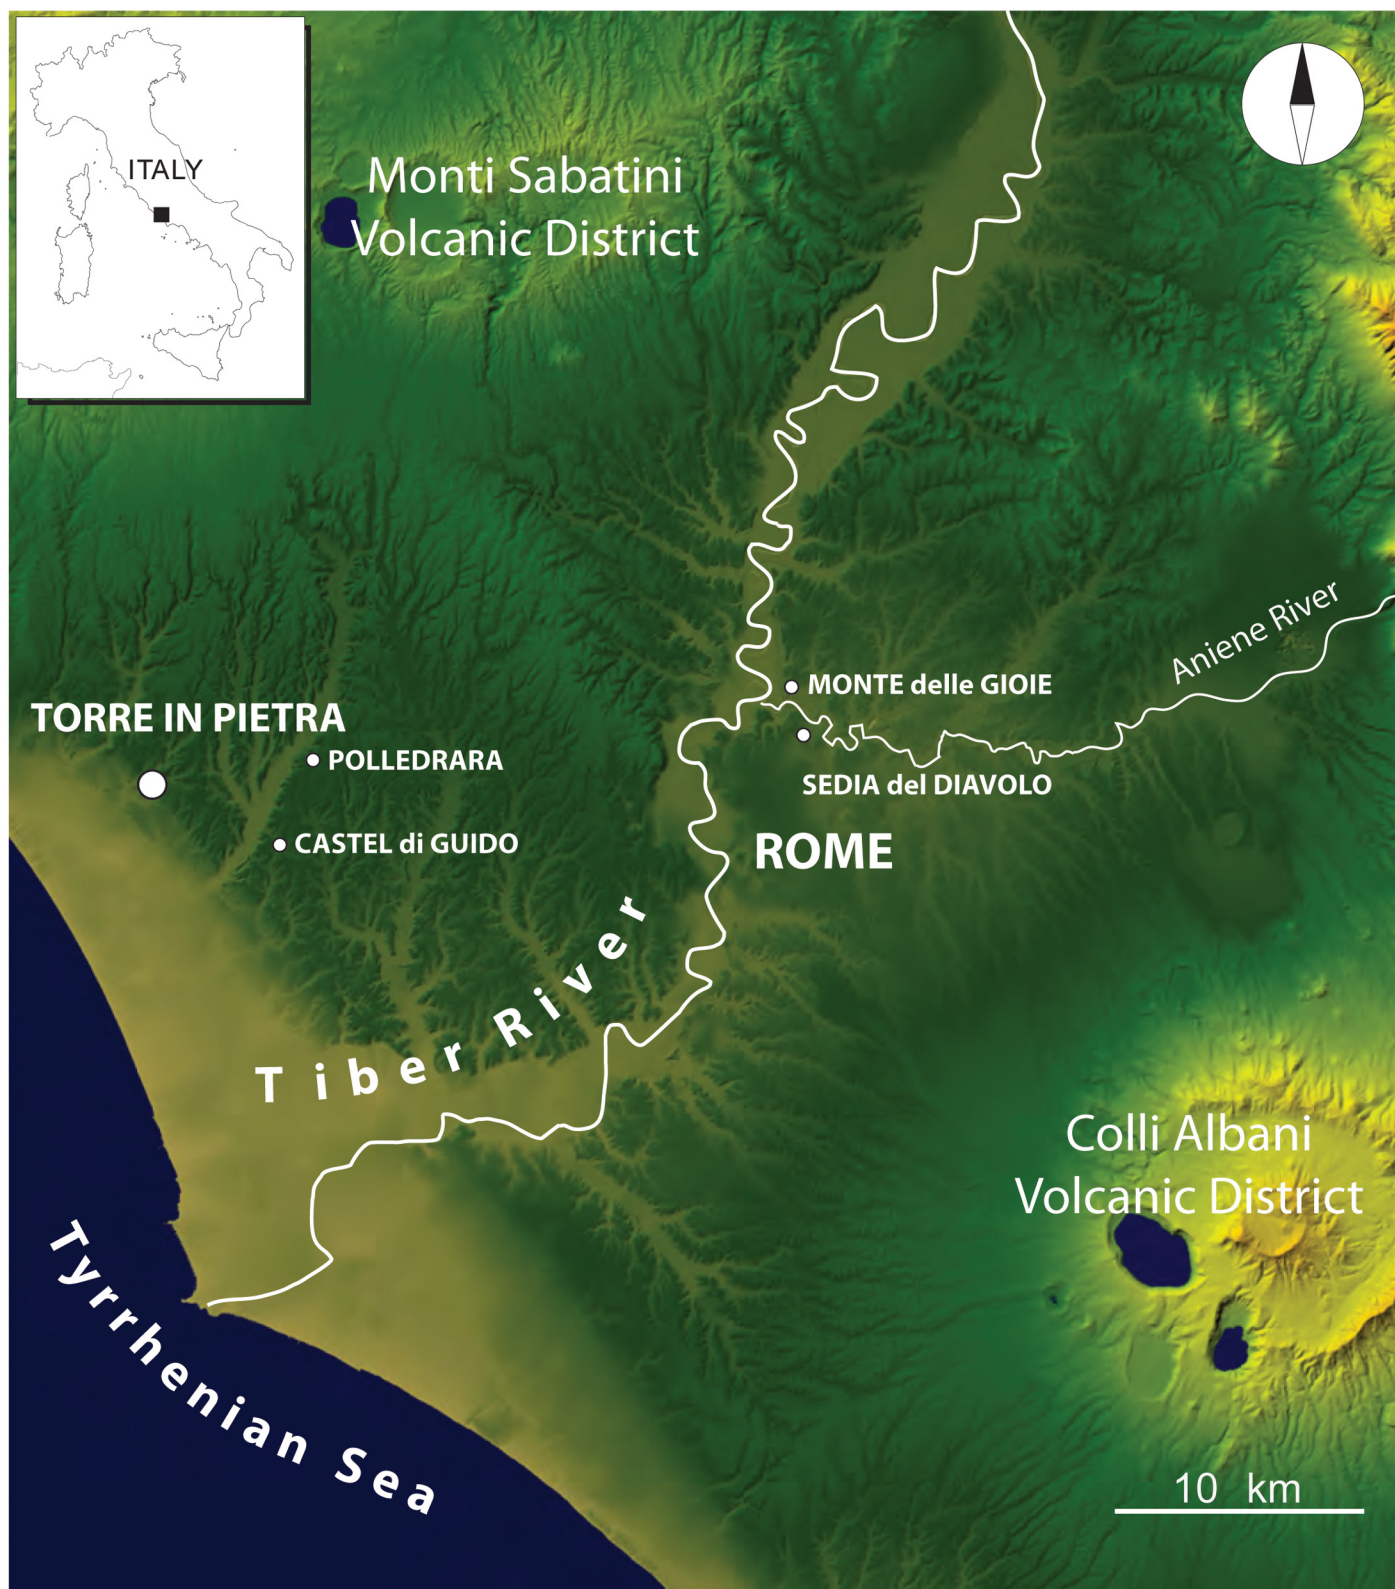 ITALY
Monti Sabatini
Volcanic District
Aniene River
MONTE delle GIOIE
TORRE IN PIETRA
POLLEDRARA
SEDIA del DIAVOLO
CASTEL di GUIDO
ROME
Tiber River
Colli Albani
Volcanic District
Tyrrhenian Sea
10 km